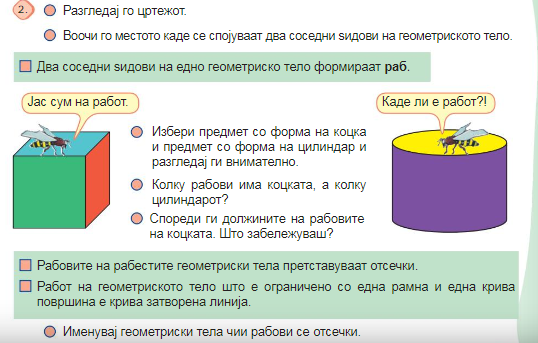 2. Разгледај го цртежот.
Воочи го местото каде се спојуваат два соседни ѕидови на геометриското тело.
Два соседни ѕидови на едно геометриско тело формираат раб.
Јас сум на работ.
Каде ли е работ?!
Избери предмет со форма на коцка
и предмет со форма на цилиндар и
разгледај ги внимателно.
Колку рабови има коцката, а колку
цилиндарот?
Спореди ги должините на рабовите
на коцката. Што забележуваш?
Рабовите на рабестите геометриски тела претставуваат отсечки.
Работ на геометриското тело што е ограничено со една рамна и една крива
површина е крива затворена линија.
Именувај геометриски тела чии рабови се отсечки.